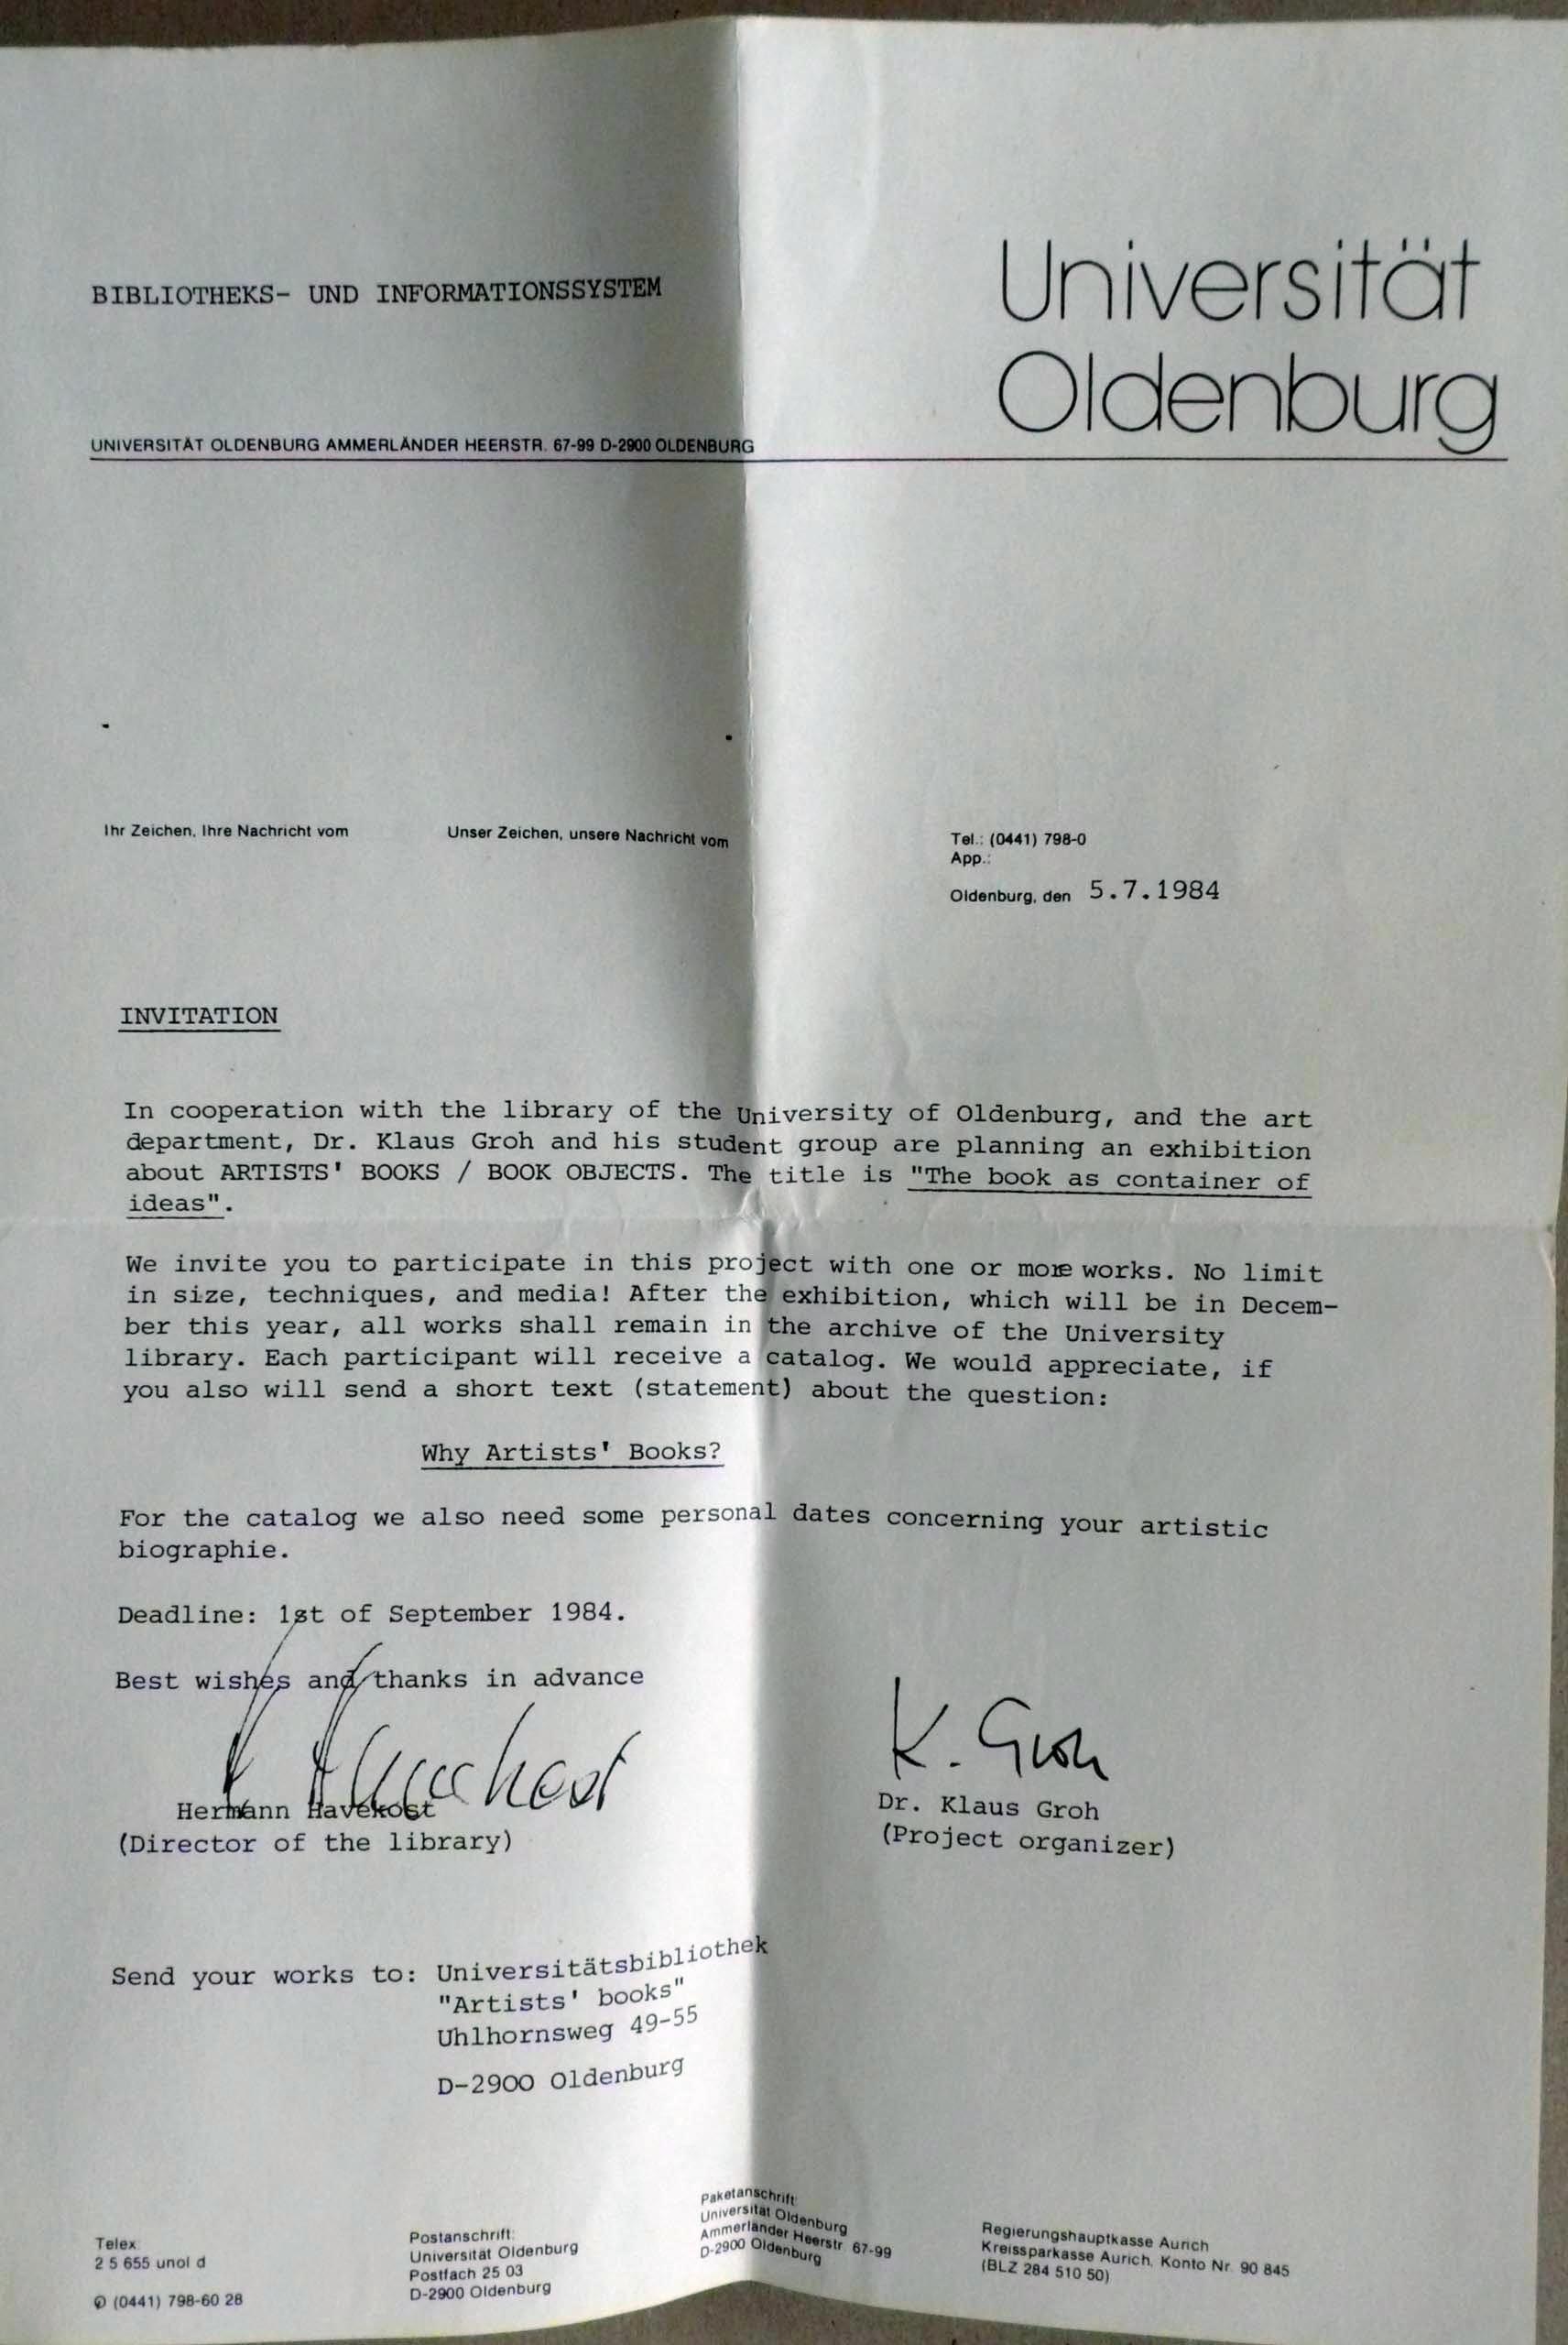 BIBLIOTHEKS- UND INFORMATIONSSYSTEM
Universität
Oldenburg
UNIVERSITÄT OLDENBURG AMMERLÄNDER HEERSTR. 67-99 D-2900 OLDENBURG
Ihr Zeichen, Ihre Nachricht vom
Unser Zeichen, unsere Nachricht vom
Tel.: (0441) 798-0
App.:
Oldenburg, den 5.7.1984
INVITATION
In cooperation with the library of the University of Oldenburg, and the art
department, Dr. Klaus Groh and his student group are planning an exhibition
about ARTISTS' BOOKS / BOOK OBJECTS. The title is "The book as container of
ideas".
We invite you to participate in this project with one or more works. No limit
in size, techniques, and media! After the exhibition, which will be in Decem-
ber this year, all works shall remain in the archive of the University
library. Each participant will receive a catalog. We would appreciate, if
you also will send a short text (statement) about the question:
Why Artists' Books?
For the catalog we also need some personal dates concerning your artistic
biographie.
Deadline: 1st of September 1984.
Best wishes and thanks in advance
K. Groh
Hermann Havekost
(Director of the library)
Dr. Klaus Groh
(Project organizer)
Send your works to: Universitätsbibliothek
"Artists' books"
Uhlhornsweg 49-55
D-2900 Oldenburg
Telex
2 5 655 unol d
✆ (0441) 798-60 28
Postanschrift:
Universität Oldenburg
Postfach 25 03
D-2900 Oldenburg
Paketanschrift:
Universität Oldenburg
Ammerländer Heerstr. 67-99
D-2900 Oldenburg
Regierungshauptkasse Aurich
Kreissparkasse Aurich, Konto Nr. 90 845
(BLZ 284 510 50)